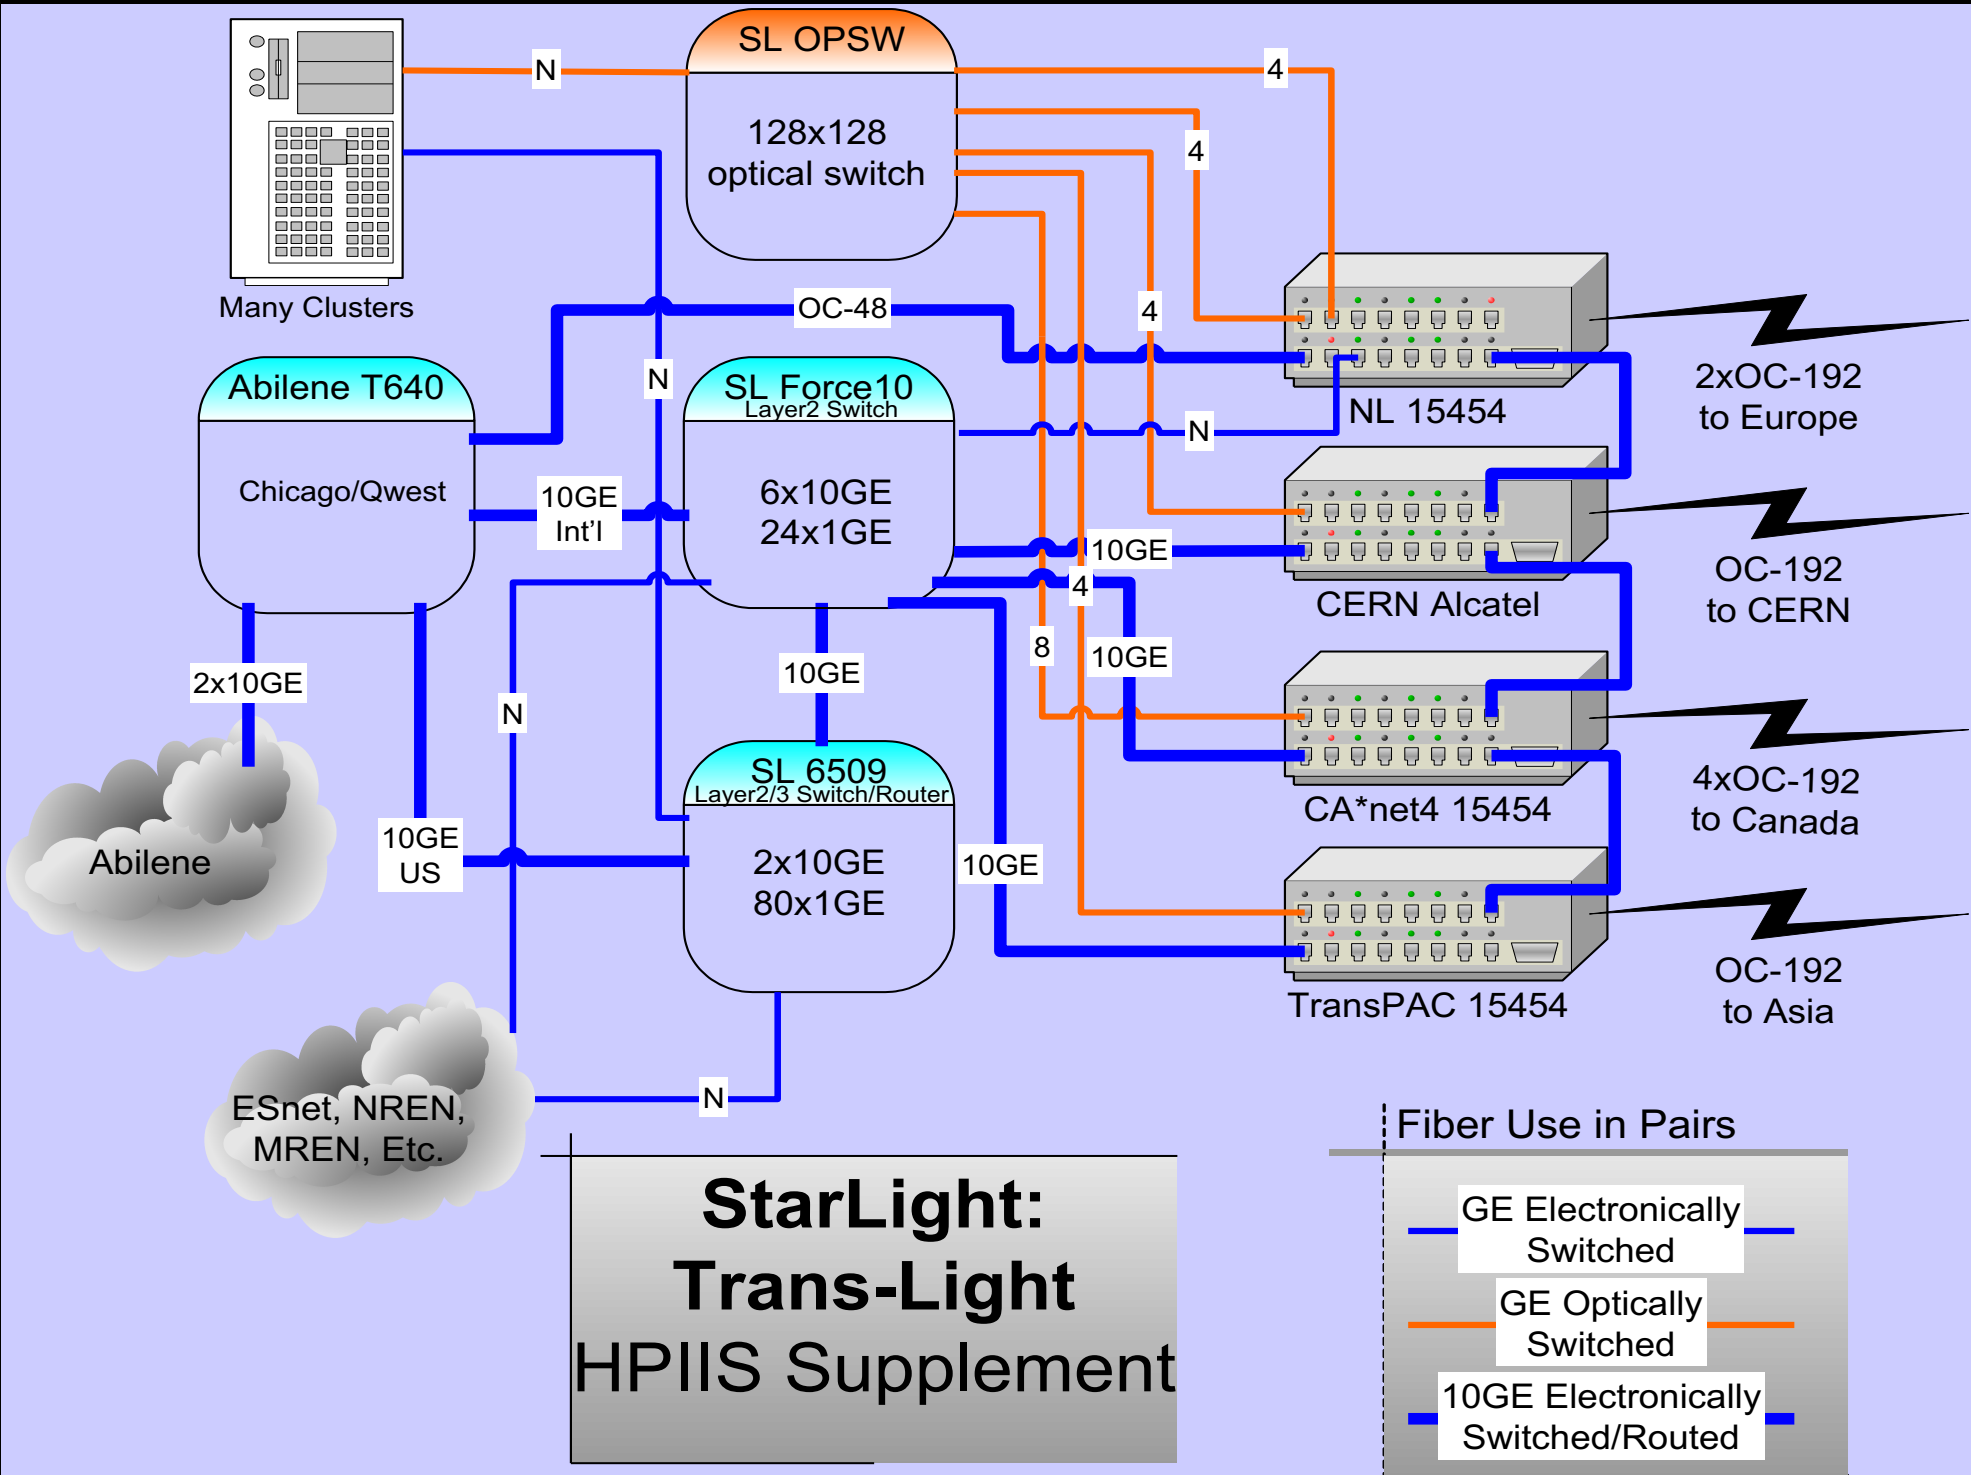 SL OPSW
128x128
optical switch
N
4
4
4
4
8
Many Clusters
OC-48
N
Abilene T640
Chicago/Qwest
SL Force10
Layer2 Switch
6x10GE
24x1GE
10GE
Int'l
N
10GE
10GE
10GE
10GE
2x10GE
N
10GE
US
SL 6509
Layer2/3 Switch/Router
2x10GE
80x1GE
Abilene
ESnet, NREN,
MREN, Etc.
N
NL 15454
2xOC-192
to Europe
CERN Alcatel
OC-192
to CERN
CA*net4 15454
4xOC-192
to Canada
TransPAC 15454
OC-192
to Asia
StarLight:
Trans-Light
HPIIS Supplement
Fiber Use in Pairs
GE Electronically
Switched
GE Optically
Switched
10GE Electronically
Switched/Routed